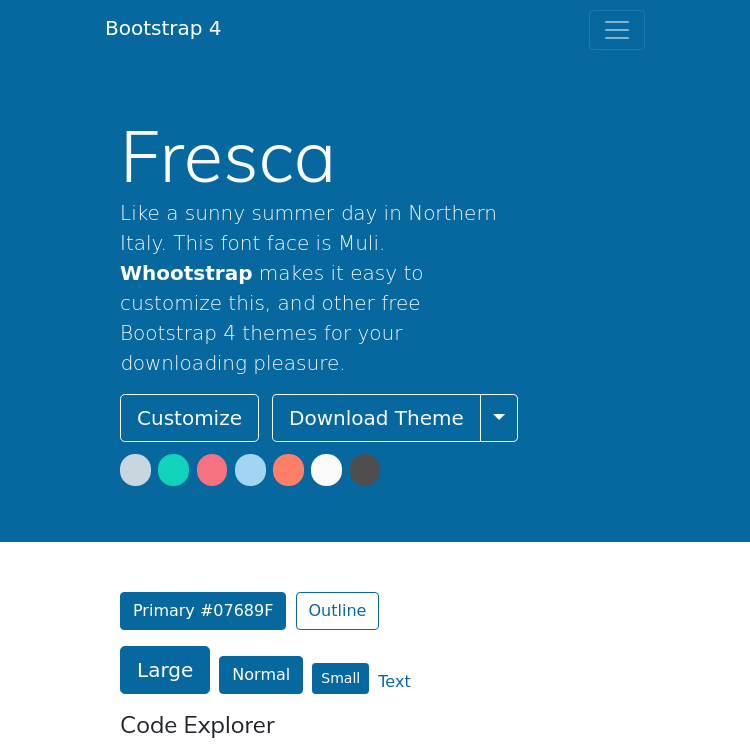 Bootstrap 4
Fresca
Like a sunny summer day in Northern
Italy. This font face is Muli.
Whootstrap makes it easy to
customize this, and other free
Bootstrap 4 themes for your
downloading pleasure.
Customize Download Theme
Primary #07689F Outline
Large Normal Small Text
Code Explorer